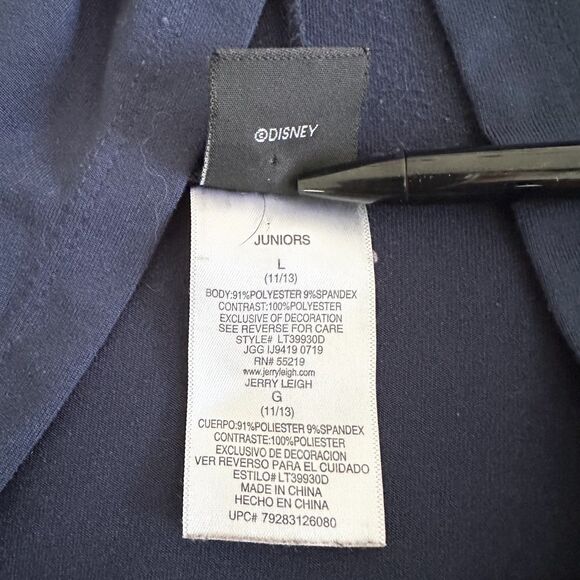 ©DISNEY
JUNIORS
L
(11/13)
BODY:91%POLYESTER 9%SPANDEX
CONTRAST:100%POLYESTER
EXCLUSIVE OF DECORATION
SEE REVERSE FOR CARE
STYLE# LT39930D
JGG IJ9419 0719
RN# 55219
www.jerryleigh.com
JERRY LEIGH
G
(11/13)
CUERPO:91%POLIESTER 9%SPANDEX
CONTRASTE:100%POLIESTER
EXCLUSIVO DE DECORACION
VER REVERSO PARA EL CUIDADO
ESTILO# LT39930D
MADE IN CHINA
HECHO EN CHINA
UPC# 79283126080